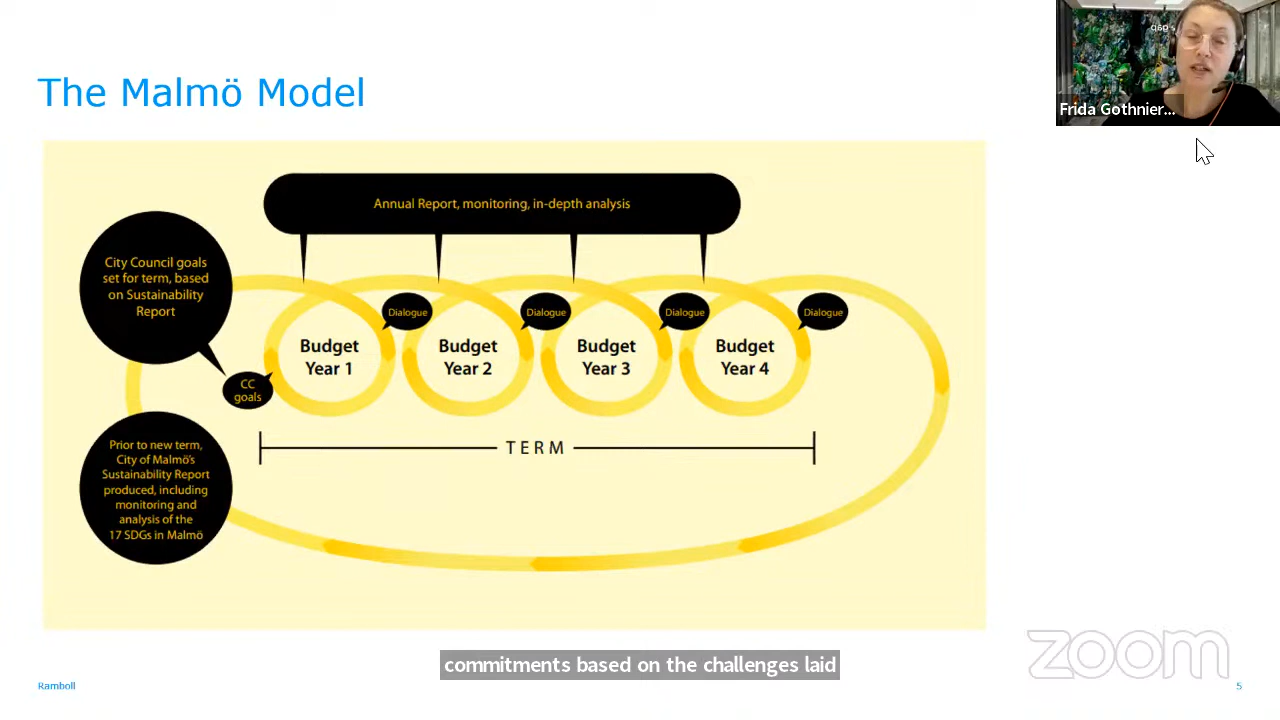 The Malmö Model
Frida Gothnier...
Annual Report, monitoring, in-depth analysis
City Council goals
set for term, based
on Sustainability
Report
Dialogue
Dialogue
Dialogue
Dialogue
Budget
Year 1
Budget
Year 2
Budget
Year 3
Budget
Year 4
CC
goals
TERM
Prior to new term,
City of Malmö's
Sustainability Report
produced, including
monitoring and
analysis of the
17 SDGs in Malmö
commitments based on the challenges laid
zoom
Ramboll
5